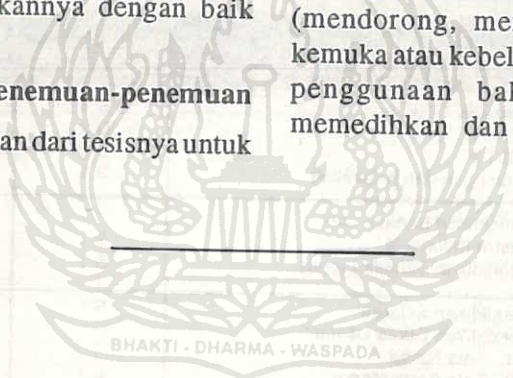 kannya dengan baik
enemuan-penemuan
an dari tesisnya untuk
(mendorong, me
kemuka atau kebel
penggunaan bal
memedihkan dan
BHAKTI - DHARMA - WASPADA